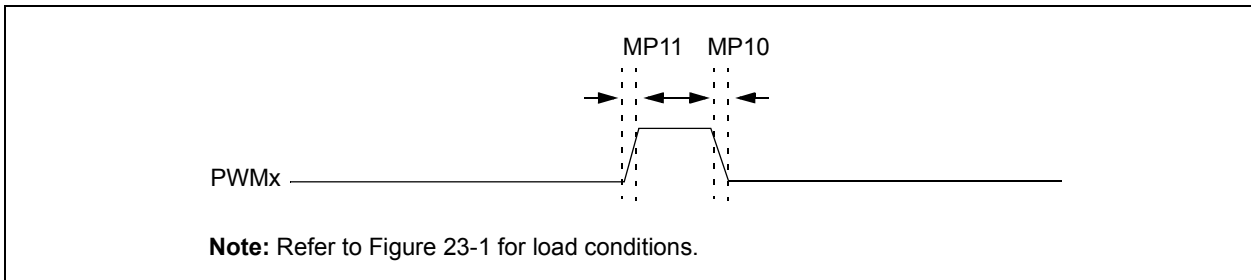 MP11 MP10
PWMx
Note: Refer to Figure 23-1 for load conditions.